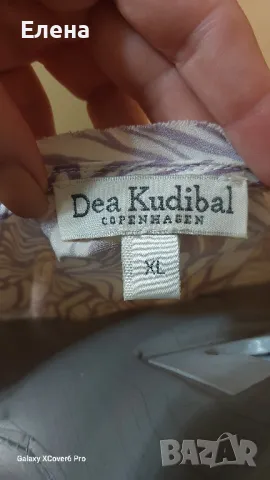 Елена
Dea Kudibal
COPENHAGEN
XL
Galaxy XCover6 Pro
BAZAR